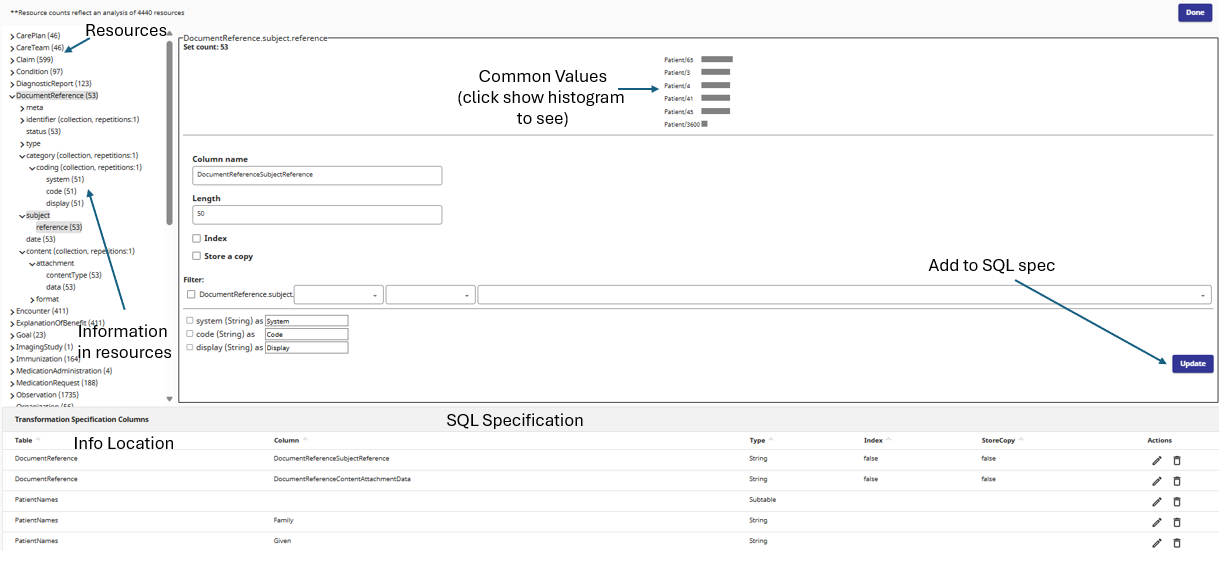 **Resource counts reflect an analysis of 4440 resources
Done
Resources
CarePlan (46)
CareTeam (46)
Claim (599)
Condition (97)
DiagnosticReport (123)
DocumentReference (53)
meta
identifier (collection, repetitions:1)
status (53)
type
category (collection, repetitions:1)
coding (collection, repetitions:1)
system (51)
code (51)
display (51)
subject
reference (53)
date (53)
content (collection, repetitions:1)
attachment
contentType (53)
data (53)
format
Encounter (411)
ExplanationOfBenefit (411)
Goal (23)
ImagingStudy (1)
Immunization (164)
MedicationAdministration (4)
MedicationRequest (188)
Observation (1735)
Information
in resources
DocumentReference.subject.reference
Set count: 53
Common Values
(click show histogram
to see)
Patient/65
Patient/3
Patient/4
Patient/41
Patient/45
Patient/3600
Column name
DocumentReferenceSubjectReference
Length
50
Index
Store a copy
Filter:
DocumentReference.subject.
system (String) as System
code (String) as Code
display (String) as Display
Add to SQL spec
Update
Transformation Specification Columns
SQL Specification
Info Location
Table Column Type Index StoreCopy Actions
DocumentReference DocumentReferenceSubjectReference String false false
DocumentReference DocumentReferenceContentAttachmentData String false false
PatientNames Subtable
PatientNames Family String
PatientNames Given String